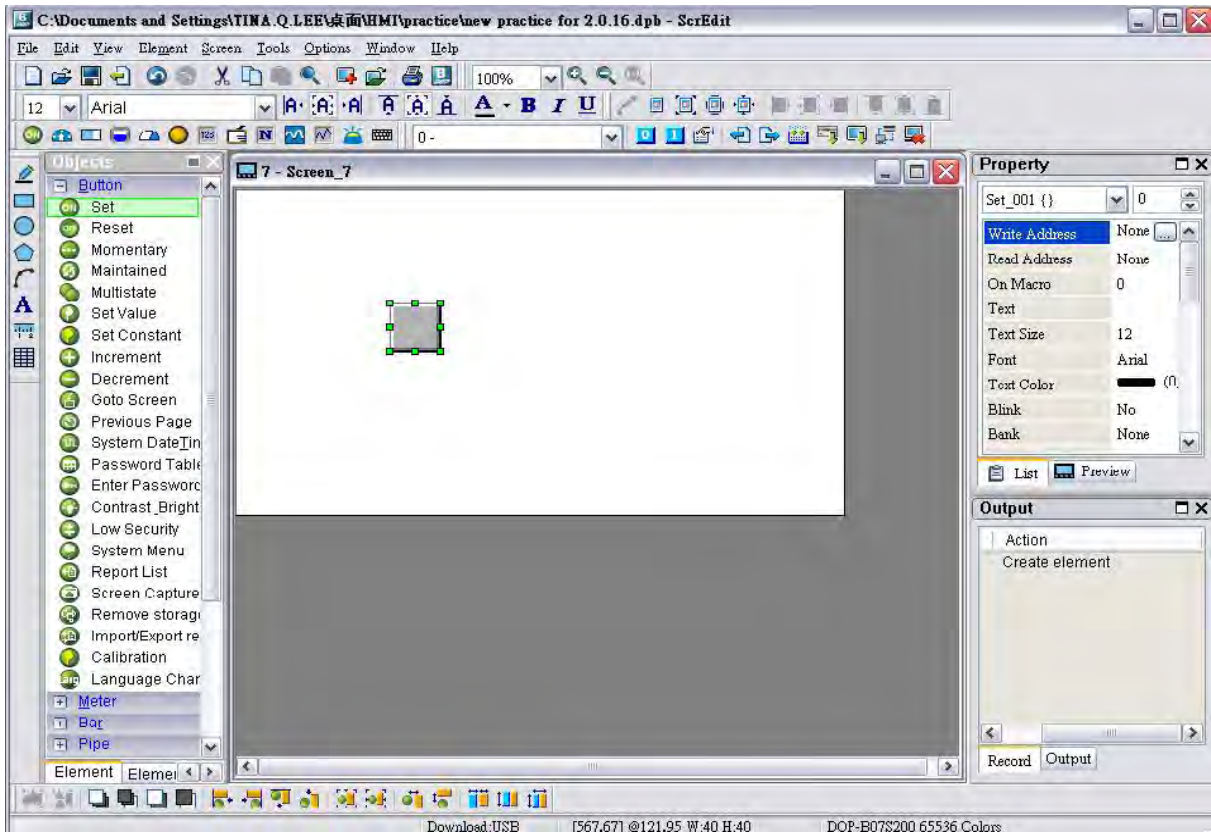 C:\Documents and Settings\TINA.Q.LEE\桌面\HMI\practice\new practice for 2.0.16.dpb - ScrEdit
File Edit View Element Screen Tools Options Window Help
100%
12 Arial
A B I U
0 -
Objects
Button
Set
Reset
Momentary
Maintained
Multistate
Set Value
Set Constant
Increment
Decrement
Goto Screen
Previous Page
System DateTin
Password Table
Enter Password
Contrast_Bright
Low Security
System Menu
Report List
Screen Capture
Remove storag
Import/Export re
Calibration
Language Char
Meter
Bar
Pipe
Element Elemei
7 - Screen_7
Property
Set_001 {} 0
Write Address None ...
Read Address None
On Macro 0
Text
Text Size 12
Font Arial
Text Color (0,
Blink No
Bank None
List Preview
Output
Action
Create element
Record Output
Download:USB [567,67] @121,95 W:40 H:40 DOP-B07S200 65536 Colors